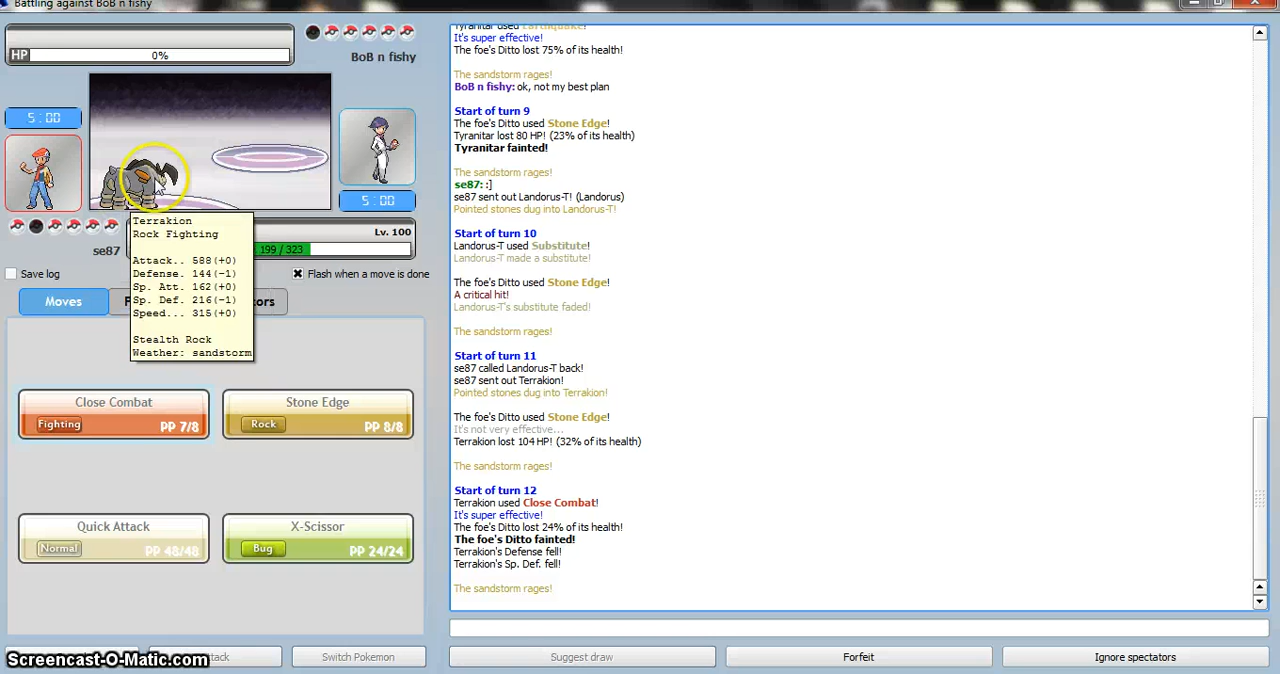 Battling against BoB n fishy
HP
0%
BoB n fishy
5:00
5:00
Lv. 100
199 / 323
se87
Save log
Flash when a move is done
Moves
Terrakion
Rock Fighting
Attack.. 588(+0)
Defense. 144(-1)
Sp. Att. 162(+0)
Sp. Def. 216(-1)
Speed... 315(+0)
Stealth Rock
Weather: sandstorm
Close Combat
Fighting PP 7/8
Stone Edge
Rock PP 8/8
Quick Attack
Normal PP 48/48
X-Scissor
Bug PP 24/24
Switch Pokemon
Screencast-O-Matic.com
Tyranitar used Earthquake!
It's super effective!
The foe's Ditto lost 75% of its health!
The sandstorm rages!
BoB n fishy: ok, not my best plan
Start of turn 9
The foe's Ditto used Stone Edge!
Tyranitar lost 80 HP! (23% of its health)
Tyranitar fainted!
The sandstorm rages!
se87: :]
se87 sent out Landorus-T! (Landorus)
Pointed stones dug into Landorus-T!
Start of turn 10
Landorus-T used Substitute!
Landorus-T made a substitute!
The foe's Ditto used Stone Edge!
A critical hit!
Landorus-T's substitute faded!
The sandstorm rages!
Start of turn 11
se87 called Landorus-T back!
se87 sent out Terrakion!
Pointed stones dug into Terrakion!
The foe's Ditto used Stone Edge!
It's not very effective...
Terrakion lost 104 HP! (32% of its health)
The sandstorm rages!
Start of turn 12
Terrakion used Close Combat!
It's super effective!
The foe's Ditto lost 24% of its health!
The foe's Ditto fainted!
Terrakion's Defense fell!
Terrakion's Sp. Def. fell!
The sandstorm rages!
Suggest draw
Forfeit
Ignore spectators